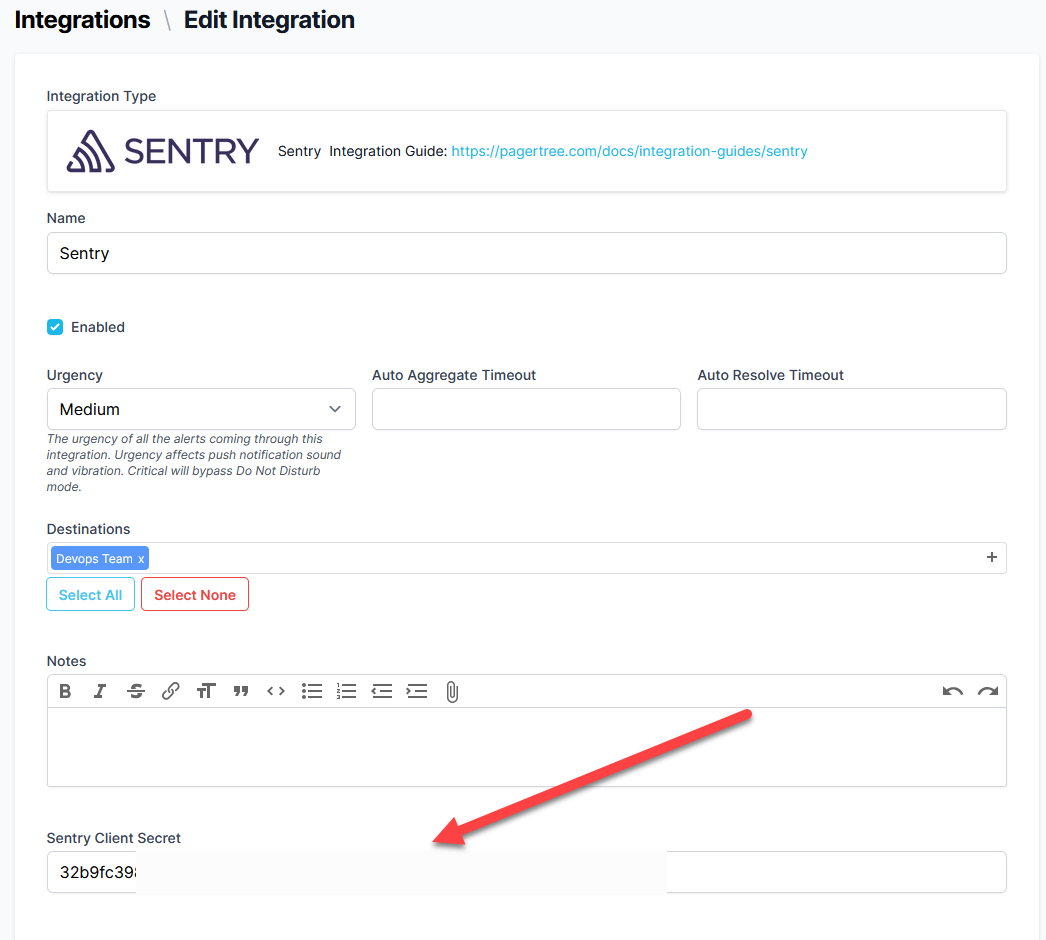 Integrations \ Edit Integration
Integration Type
SENTRY Sentry Integration Guide: https://pagertree.com/docs/integration-guides/sentry
Name
Sentry
Enabled
Urgency Auto Aggregate Timeout Auto Resolve Timeout
Medium
The urgency of all the alerts coming through this
integration. Urgency affects push notification sound
and vibration. Critical will bypass Do Not Disturb
mode.
Destinations
Devops Team x +
Select All Select None
Notes
Sentry Client Secret
32b9fc398